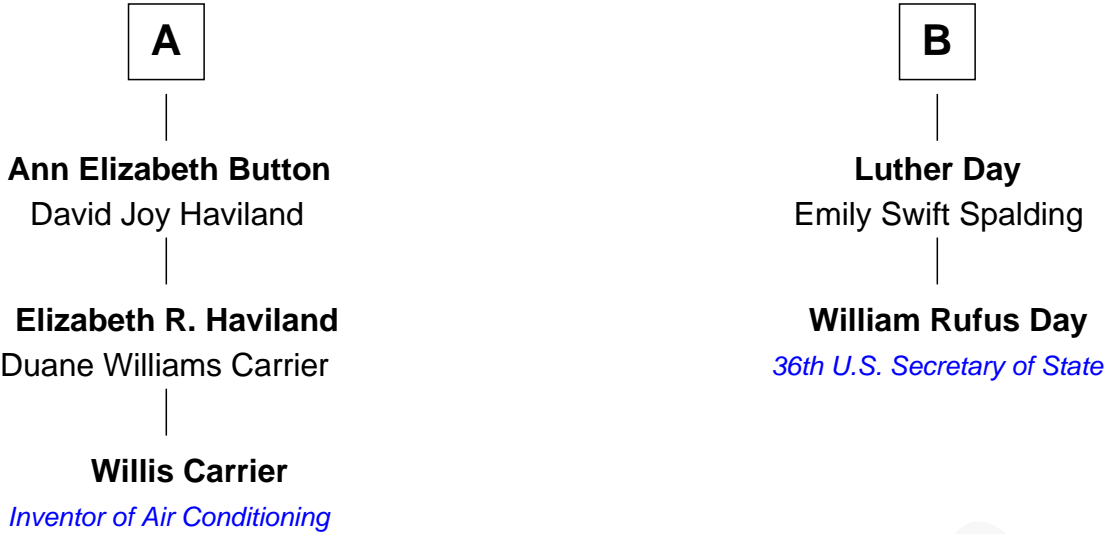 A
Ann Elizabeth Button
David Joy Haviland
Elizabeth R. Haviland
Duane Williams Carrier
Willis Carrier
Inventor of Air Conditioning
B
Luther Day
Emily Swift Spalding
William Rufus Day
36th U.S. Secretary of State